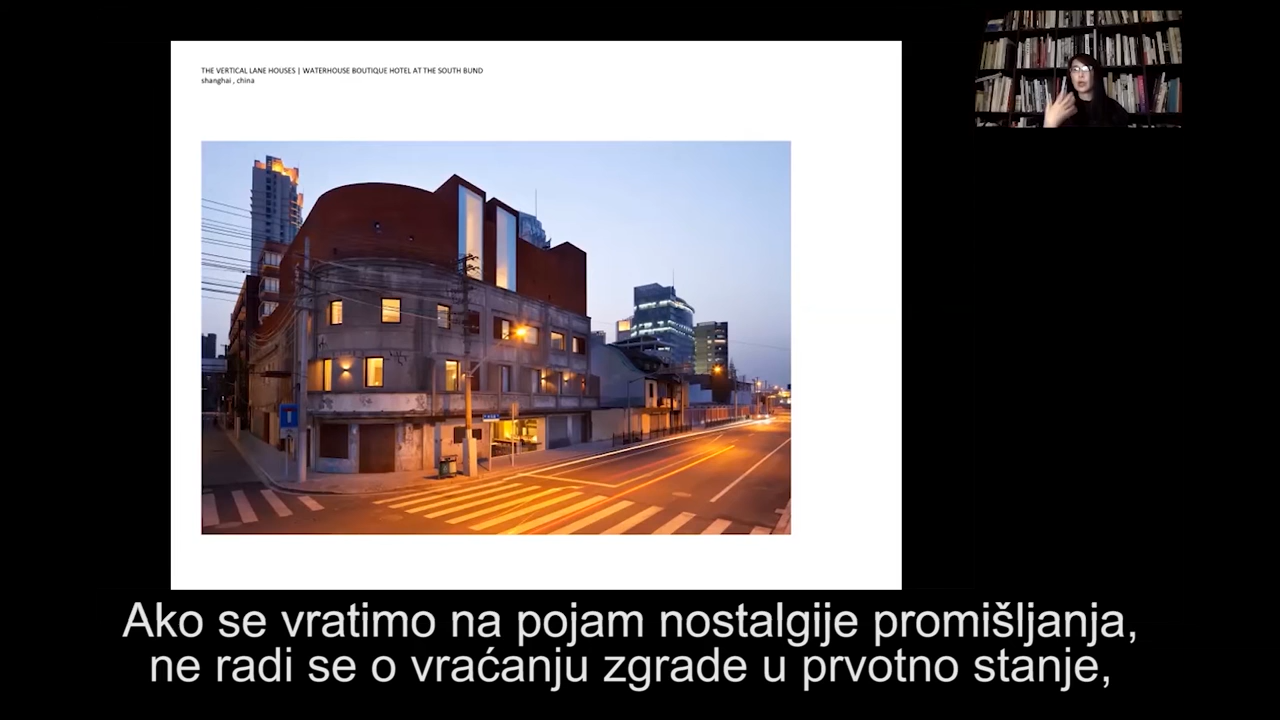 THE VERTICAL LANE HOUSES | WATERHOUSE BOUTIQUE HOTEL AT THE SOUTH BUND
shanghai , china
Ako se vratimo na pojam nostalgije promišljanja,
ne radi se o vraćanju zgrade u prvotno stanje,